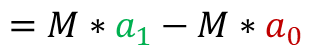 = M * a₁ − M * a₀